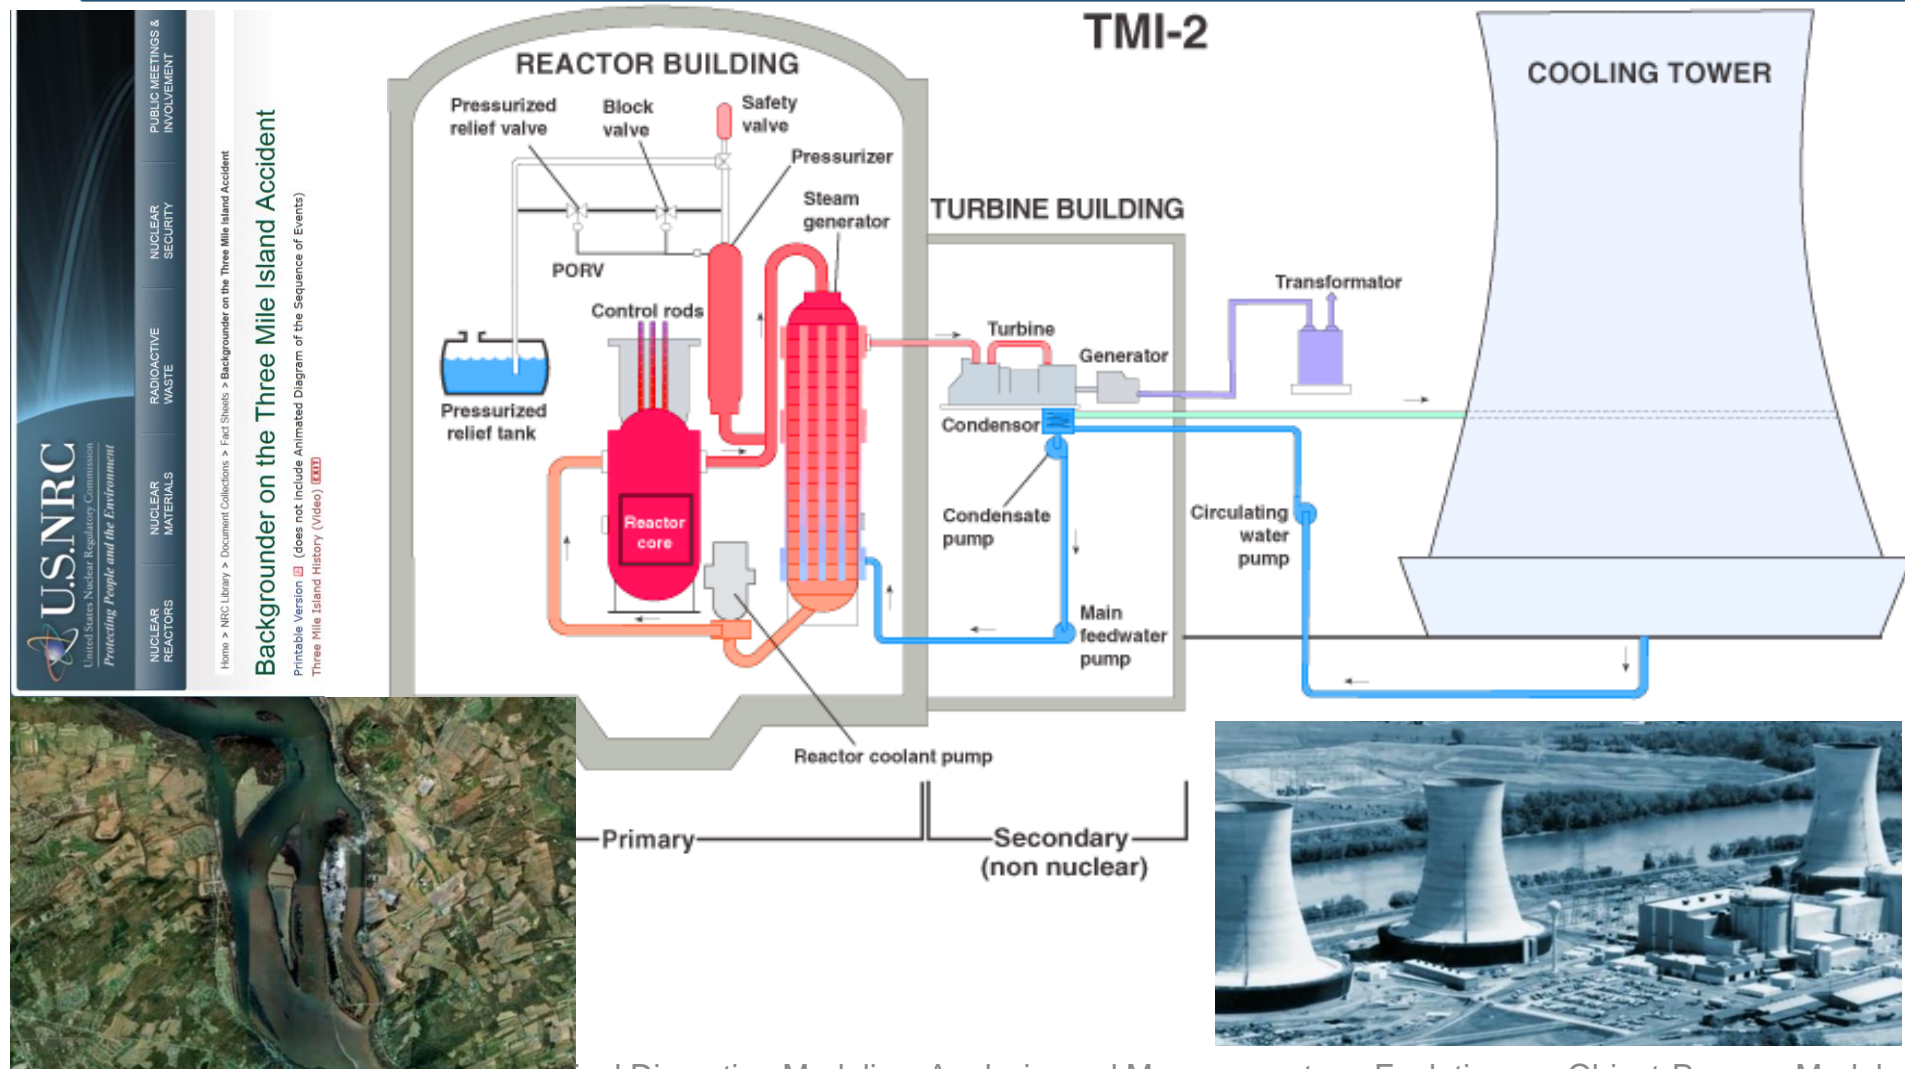 TMI-2
REACTOR BUILDING
COOLING TOWER
Pressurized
relief valve
Block
valve
Safety
valve
Pressurizer
Steam
generator
TURBINE BUILDING
PORV
Control rods
Transformator
Turbine
Generator
Pressurized
relief tank
Condensor
Reactor
core
Condensate
pump
Circulating
water
pump
Main
feedwater
pump
Reactor coolant pump
Primary
Secondary
(non nuclear)
U.S.NRC
United States Nuclear Regulatory Commission
Protecting People and the Environment
NUCLEAR
REACTORS
NUCLEAR
MATERIALS
RADIOACTIVE
WASTE
NUCLEAR
SECURITY
PUBLIC MEETINGS &
INVOLVEMENT
Home > NRC Library > Document Collections > Fact Sheets > Backgrounder on the Three Mile Island Accident
Backgrounder on the Three Mile Island Accident
Printable Version (does not include Animated Diagram of the Sequence of Events)
Three Mile Island History (Video) EXIT